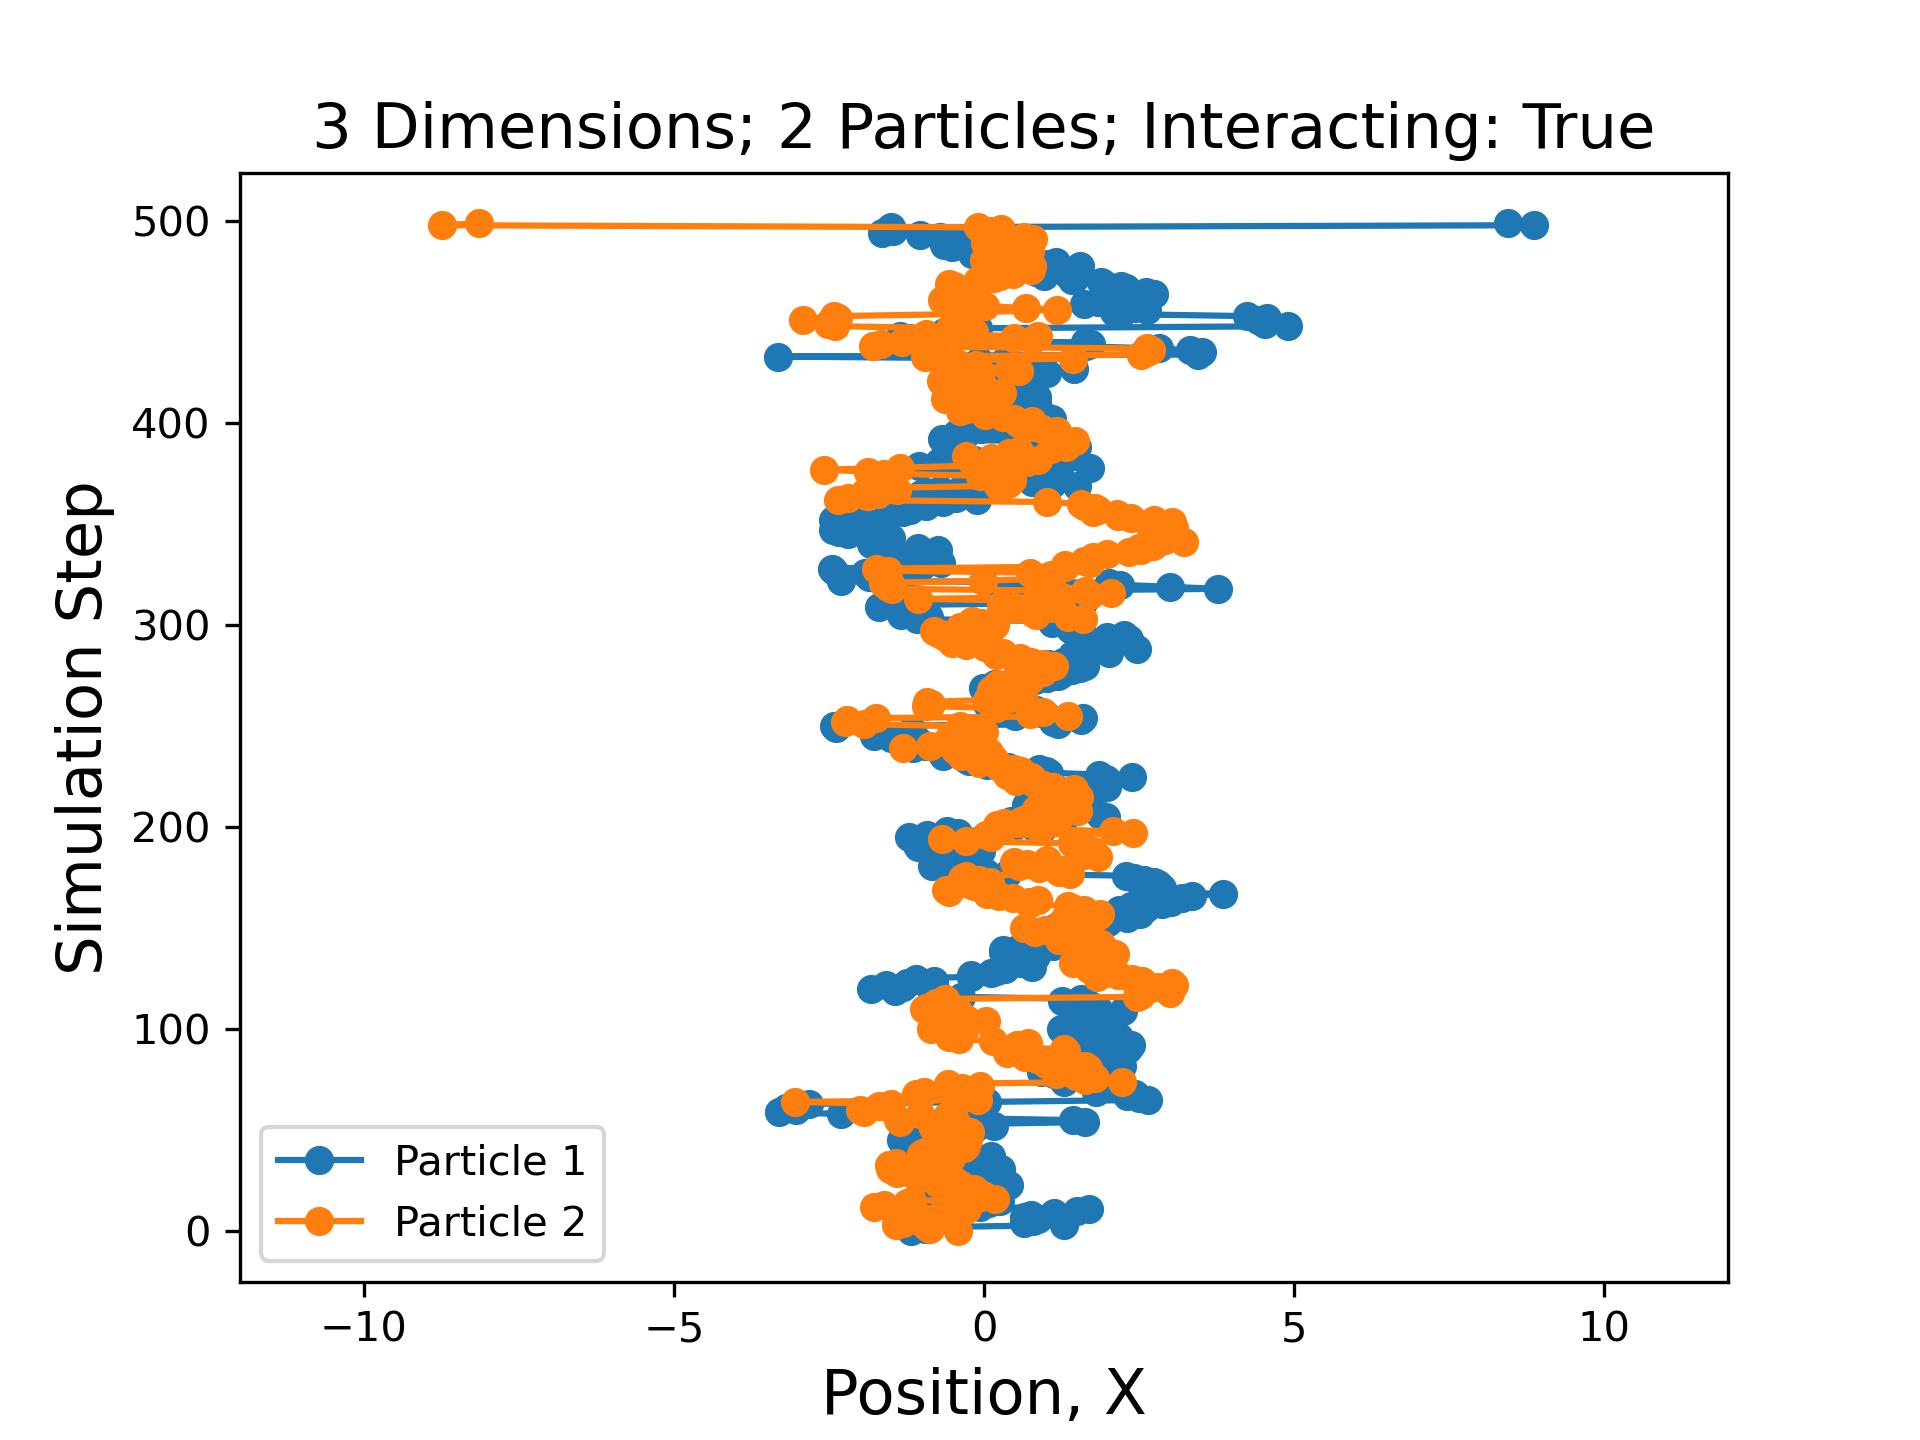 3 Dimensions; 2 Particles; Interacting: True
Simulation Step
500
400
300
200
100
0
Particle 1
Particle 2
−10
−5
0
5
10
Position, X